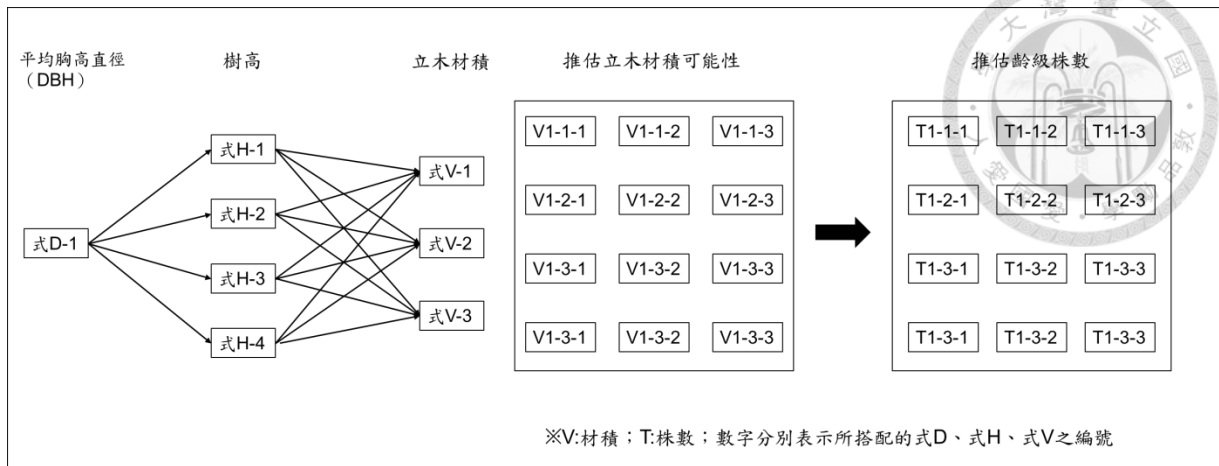 平均胸高直徑
（DBH）
樹高
立木材積
推估立木材積可能性
推估齡級株數
式D-1
式H-1
式H-2
式H-3
式H-4
式V-1
式V-2
式V-3
V1-1-1 V1-1-2 V1-1-3
V1-2-1 V1-2-2 V1-2-3
V1-3-1 V1-3-2 V1-3-3
V1-3-1 V1-3-2 V1-3-3
T1-1-1 T1-1-2 T1-1-3
T1-2-1 T1-2-2 T1-2-3
T1-3-1 T1-3-2 T1-3-3
T1-3-1 T1-3-2 T1-3-3
※V:材積；T:株數；數字分別表示所搭配的式D、式H、式V之編號